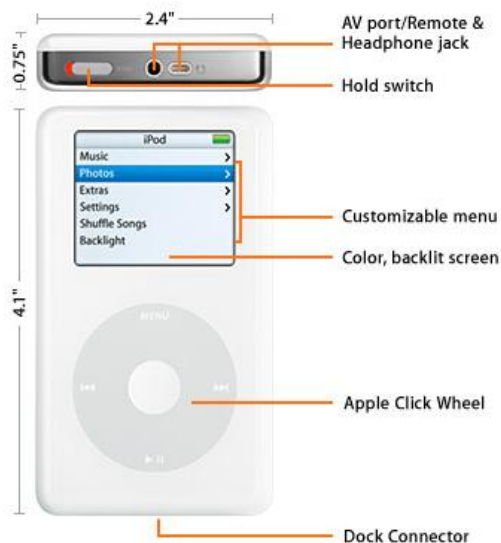 2.4"
AV port/Remote &
Headphone jack
0.75"
Hold switch
iPod
Music
Photos
Extras
Settings
Shuffle Songs
Backlight
Customizable menu
Color, backlit screen
4.1"
MENU
Apple Click Wheel
Dock Connector